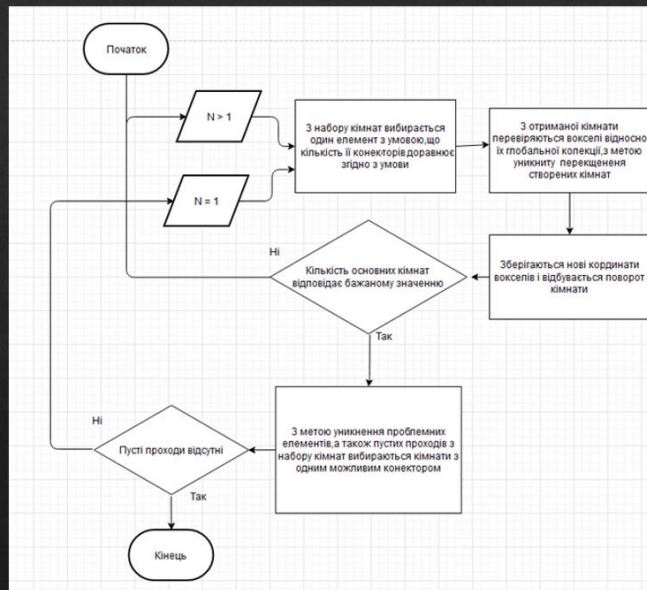 Початок
N > 1
N = 1
З набору кімнат вибирається
один елемент з умовою,що
кількість її конекторів доравнює
згідно з умови
З отриманої кімнати
перевіряються вокселі відносно
їх глобальної колекції,з метою
уникниту перекщененя
створених кімнат
Зберігаються нові кординати
вокселів і відбувається поворот
кімнати
Ні
Кількість основних кімнат
відповідає бажаному значенню
Так
З метою уникнення проблемних
елементів,а також пустих проходів з
набору кімнат вибираються кімнати з
одним можливим конектором
Ні
Пусті проходи відсутні
Так
Кінець